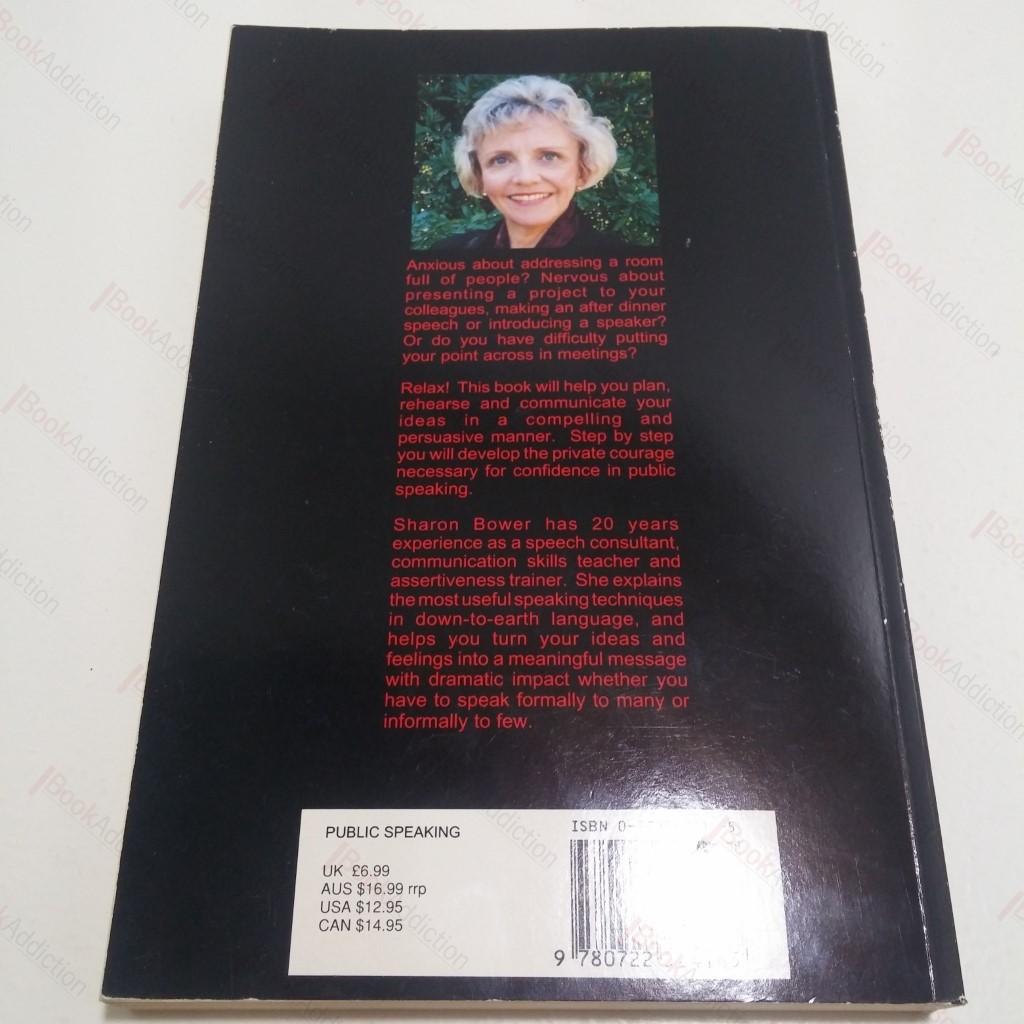 Anxious about addressing a room
full of people? Nervous about
presenting a project to your
colleagues, making an after dinner
speech or introducing a speaker?
Or do you have difficulty putting
your point across in meetings?
Relax! This book will help you plan,
rehearse and communicate your
ideas in a compelling and
persuasive manner. Step by step
you will develop the private courage
necessary for confidence in public
speaking.
Sharon Bower has 20 years
experience as a speech consultant,
communication skills teacher and
assertiveness trainer. She explains
the most useful speaking techniques
in down-to-earth language, and
helps you turn your ideas and
feelings into a meaningful message
with dramatic impact whether you
have to speak formally to many or
informally to few.
PUBLIC SPEAKING
UK £6.99
AUS $16.99 rrp
USA $12.95
CAN $14.95
ISBN
BookAddiction